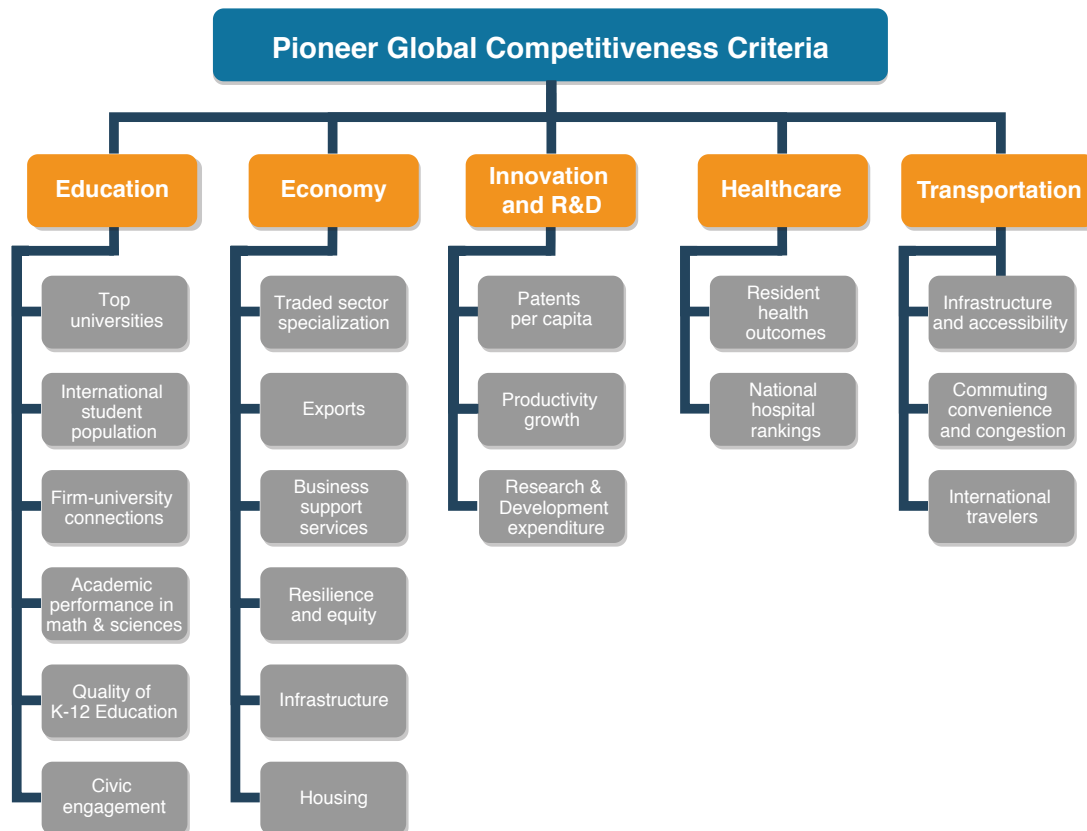 Pioneer Global Competitiveness Criteria
Education
Top
universities
International
student
population
Firm-university
connections
Academic
performance in
math & sciences
Quality of
K-12 Education
Civic
engagement
Economy
Traded sector
specialization
Exports
Business
support
services
Resilience
and equity
Infrastructure
Housing
Innovation
and R&D
Patents
per capita
Productivity
growth
Research &
Development
expenditure
Healthcare
Resident
health
outcomes
National
hospital
rankings
Transportation
Infrastructure
and accessibility
Commuting
convenience
and congestion
International
travelers